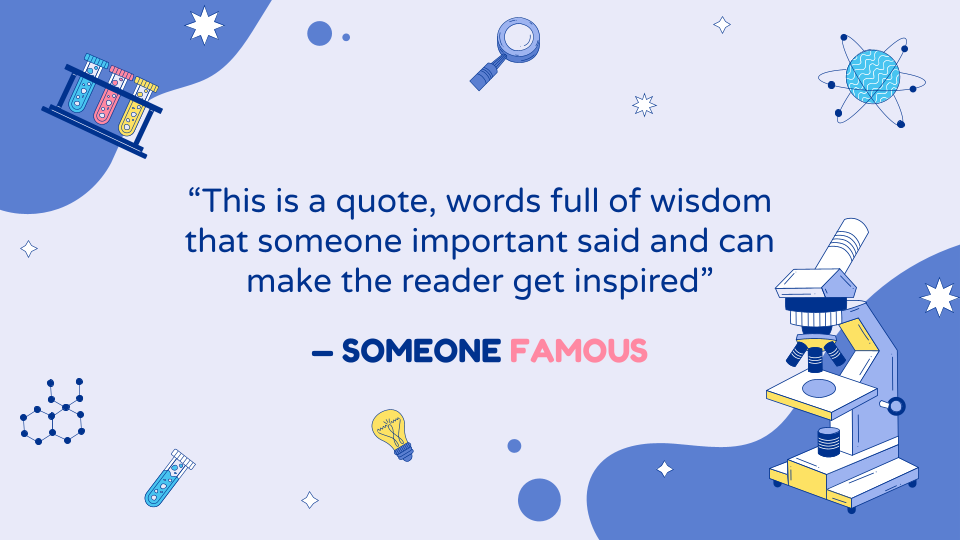 “This is a quote, words full of wisdom
that someone important said and can
make the reader get inspired”
— SOMEONE FAMOUS